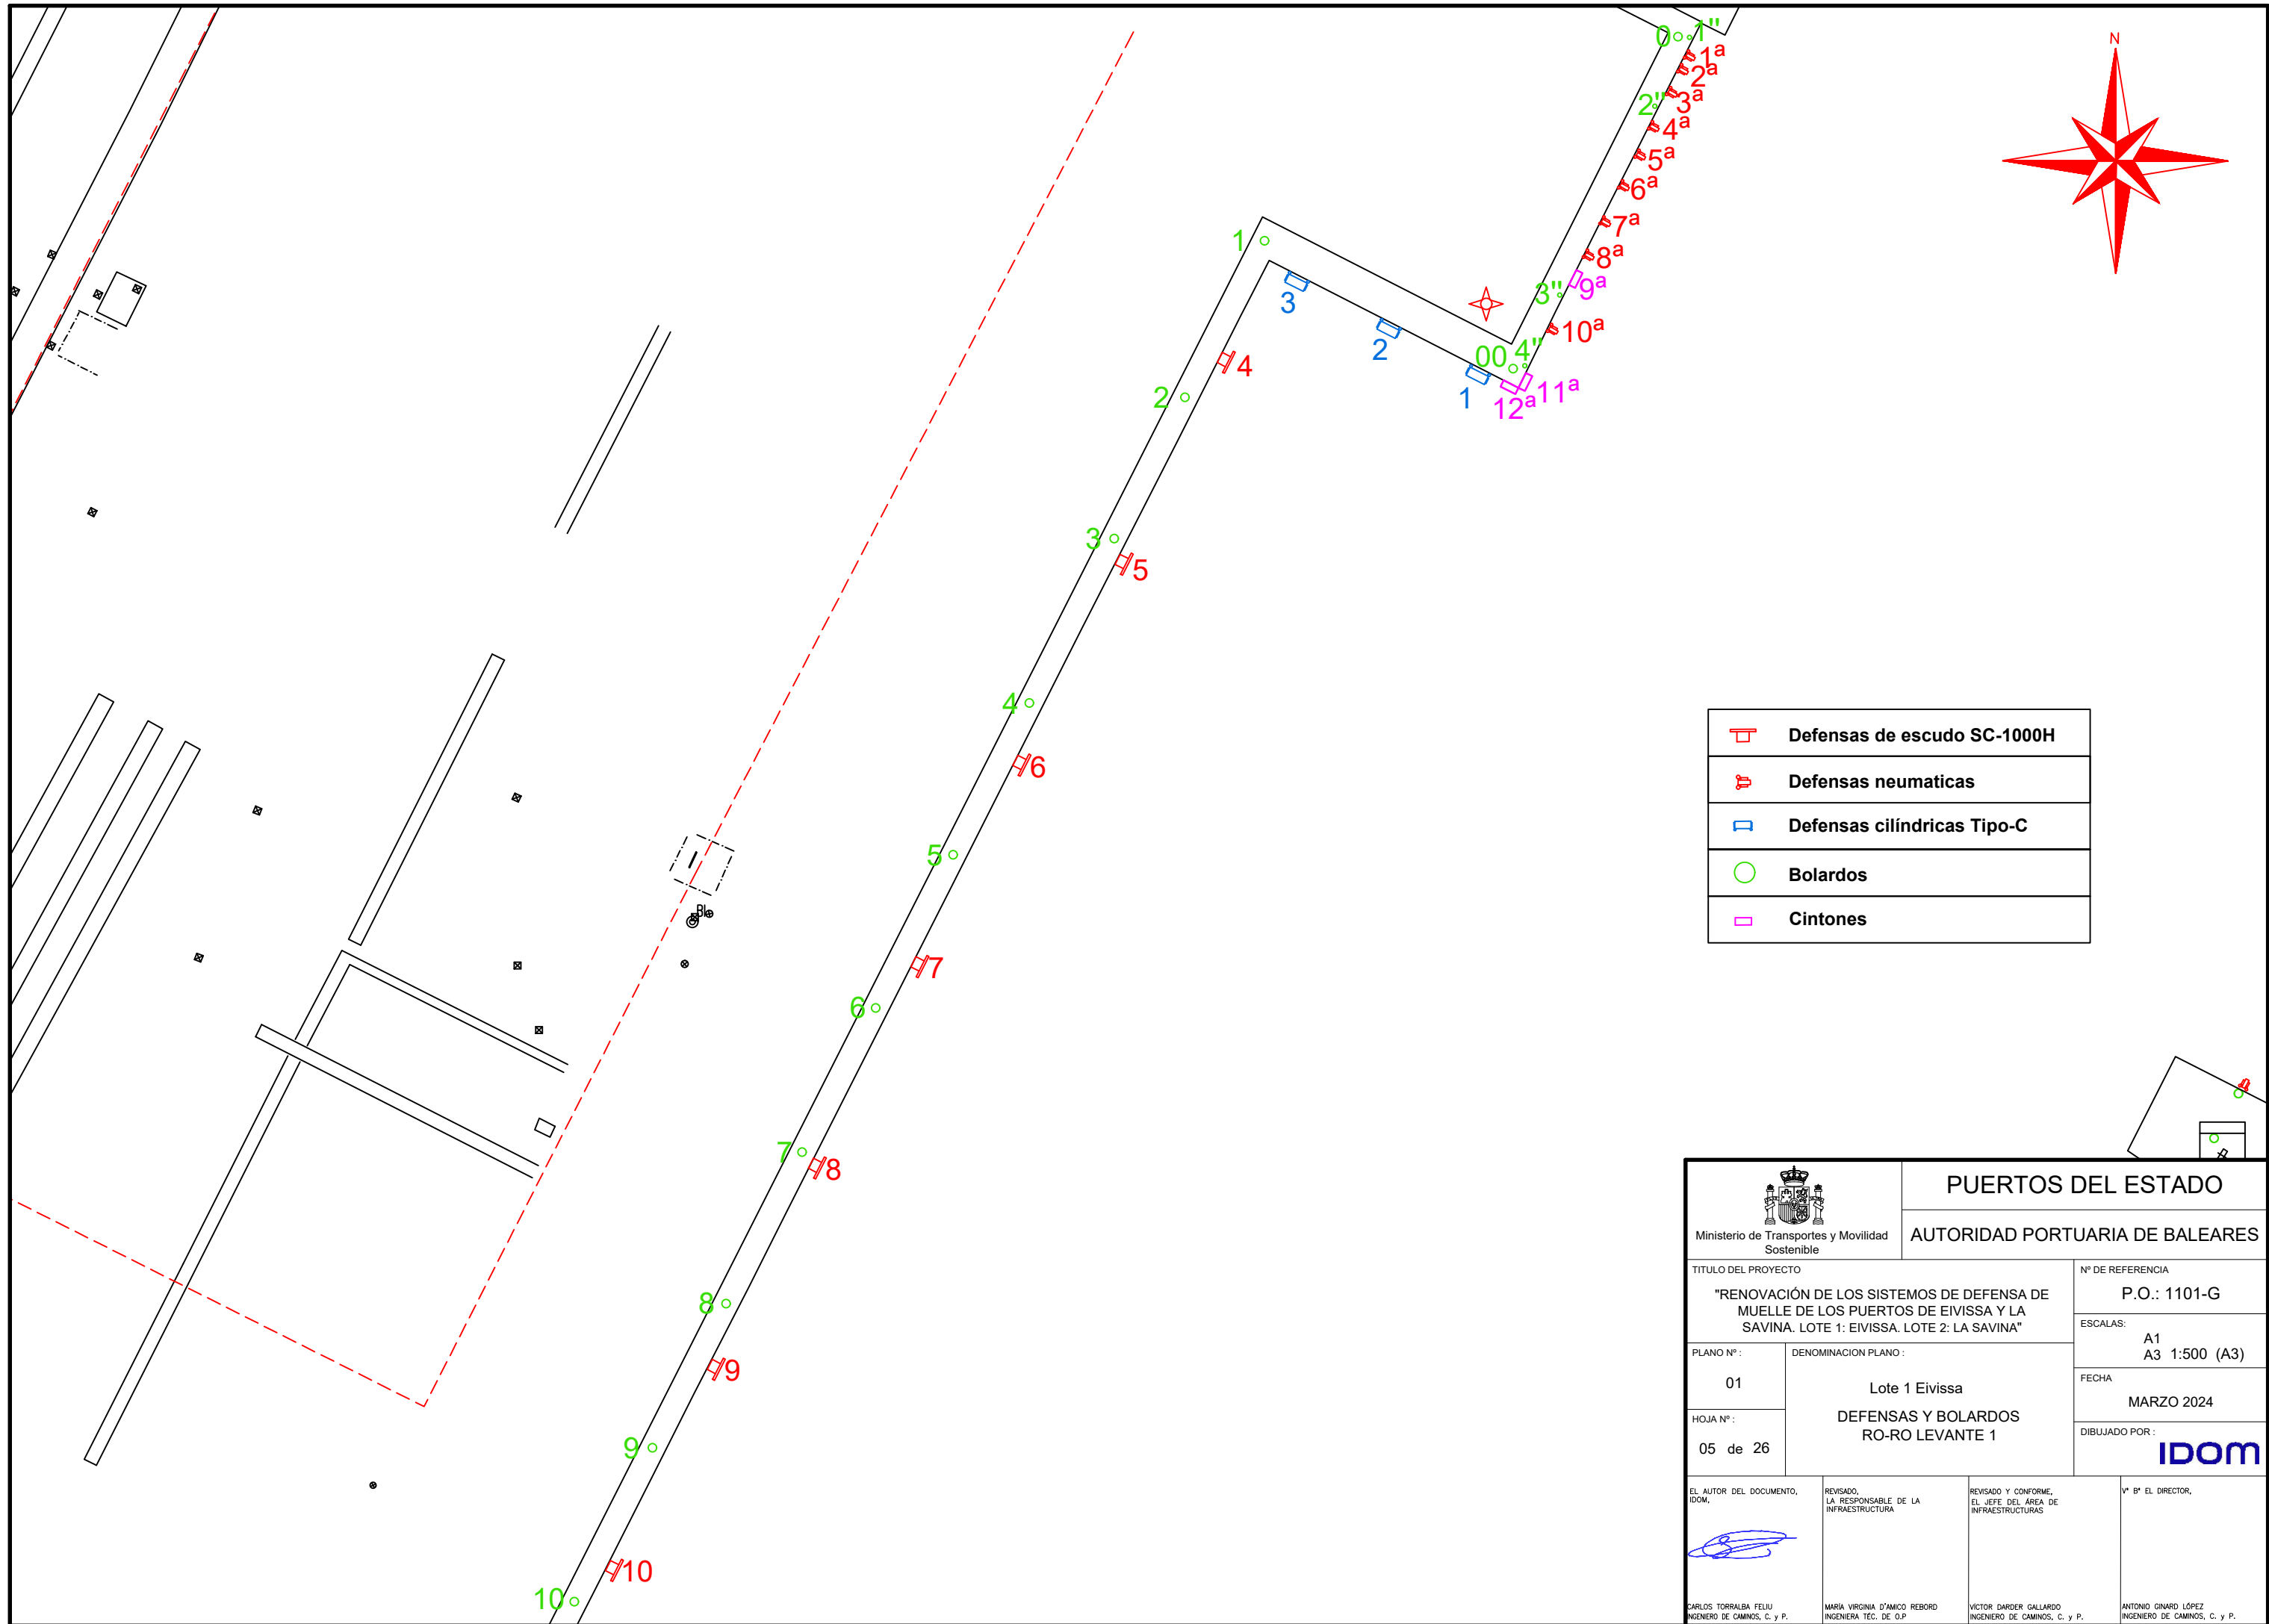 N
0 1"
1ª
2ª
2" 3ª
4ª
5ª
6ª
7ª
8ª
3" 9ª
10ª
00 4"
11ª
12ª
1
3
2
1
4
2
3
5
4
6
5
7
6
7
8
8
9
9
10
10
Defensas de escudo SC-1000H
Defensas neumaticas
Defensas cilíndricas Tipo-C
Bolardos
Cintones
Ministerio de Transportes y Movilidad
Sostenible
PUERTOS DEL ESTADO
AUTORIDAD PORTUARIA DE BALEARES
TITULO DEL PROYECTO
"RENOVACIÓN DE LOS SISTEMOS DE DEFENSA DE
MUELLE DE LOS PUERTOS DE EIVISSA Y LA
SAVINA. LOTE 1: EIVISSA. LOTE 2: LA SAVINA"
Nº DE REFERENCIA
P.O.: 1101-G
ESCALAS:
A1
A3 1:500 (A3)
PLANO Nº :
01
DENOMINACION PLANO :
Lote 1 Eivissa
DEFENSAS Y BOLARDOS
RO-RO LEVANTE 1
FECHA
MARZO 2024
HOJA Nº :
05 de 26
DIBUJADO POR :
IDOM
EL AUTOR DEL DOCUMENTO,
IDOM,
REVISADO,
LA RESPONSABLE DE LA
INFRAESTRUCTURA
REVISADO Y CONFORME,
EL JEFE DEL ÁREA DE
INFRAESTRUCTURAS
Vº Bº EL DIRECTOR,
CARLOS TORRALBA FELIU
INGENIERO DE CAMINOS, C. y P.
MARÍA VIRGINIA D'AMICO REBORD
INGENIERA TÉC. DE O.P
VÍCTOR DARDER GALLARDO
INGENIERO DE CAMINOS, C. y P.
ANTONIO GINARD LÓPEZ
INGENIERO DE CAMINOS, C. y P.